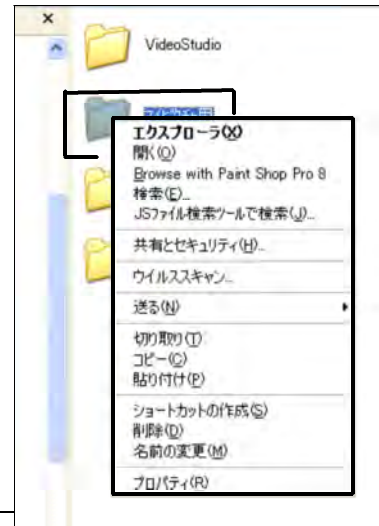 VideoStudio
エクスプローラ(X)
開く(O)
Browse with Paint Shop Pro 8
検索(E)...
JSファイル検索ツールで検索(J)...
共有とセキュリティ(H)...
ウイルススキャン...
送る(N)
切り取り(T)
コピー(C)
貼り付け(P)
ショートカットの作成(S)
削除(D)
名前の変更(M)
プロパティ(R)